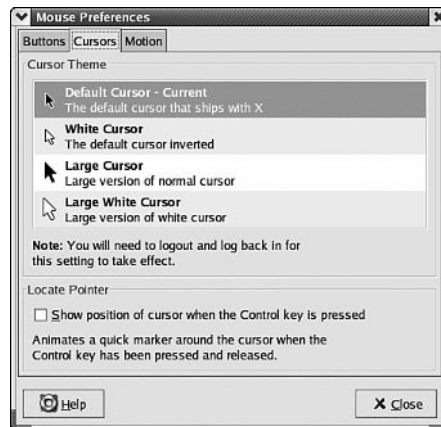 Mouse Preferences
Buttons Cursors Motion
Cursor Theme
Default Cursor - Current
The default cursor that ships with X
White Cursor
The default cursor inverted
Large Cursor
Large version of normal cursor
Large White Cursor
Large version of white cursor
Note: You will need to logout and log back in for
this setting to take effect.
Locate Pointer
Show position of cursor when the Control key is pressed
Animates a quick marker around the cursor when the
Control key has been pressed and released.
Help Close